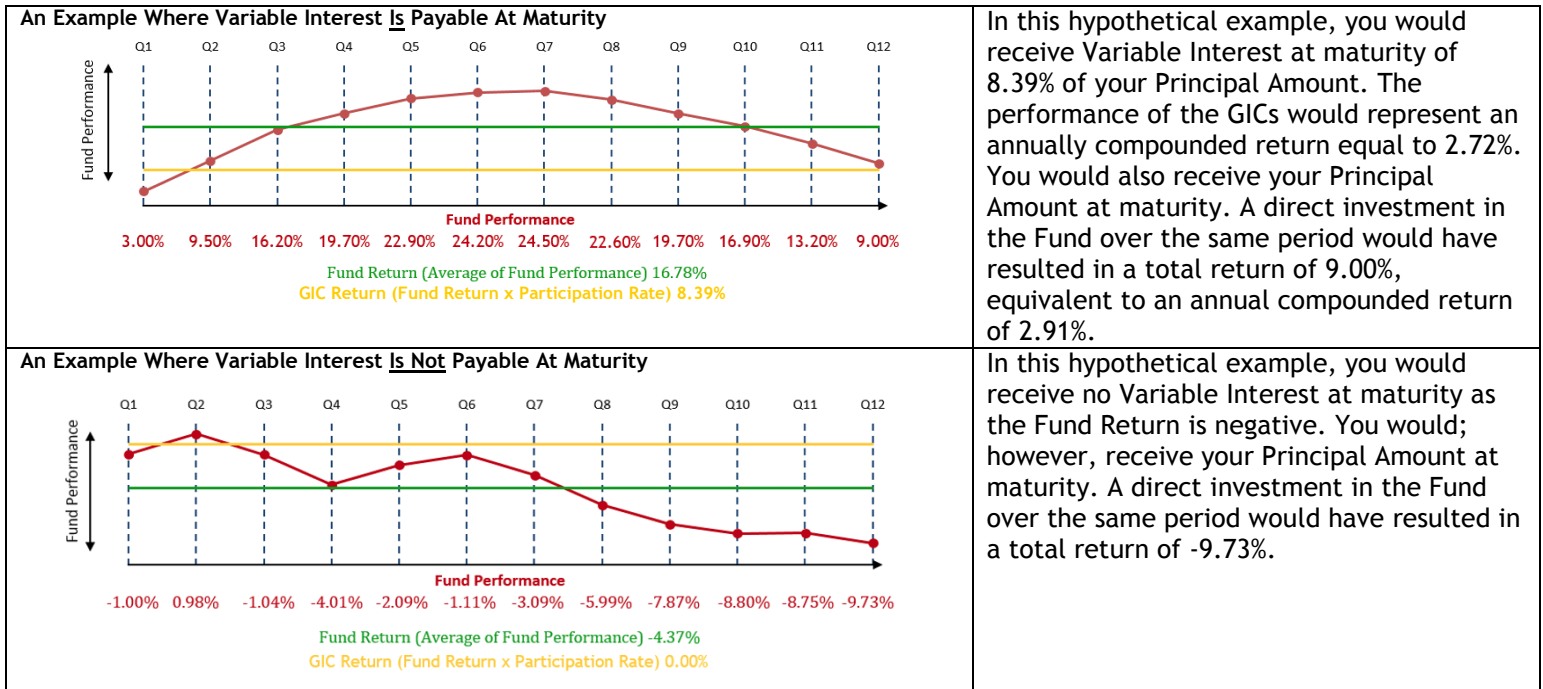 An Example Where Variable Interest Is Payable At Maturity
Q1 Q2 Q3 Q4 Q5 Q6 Q7 Q8 Q9 Q10 Q11 Q12
Fund Performance
Fund Performance
3.00% 9.50% 16.20% 19.70% 22.90% 24.20% 24.50% 22.60% 19.70% 16.90% 13.20% 9.00%
Fund Return (Average of Fund Performance) 16.78%
GIC Return (Fund Return x Participation Rate) 8.39%
In this hypothetical example, you would
receive Variable Interest at maturity of
8.39% of your Principal Amount. The
performance of the GICs would represent an
annually compounded return equal to 2.72%.
You would also receive your Principal
Amount at maturity. A direct investment in
the Fund over the same period would have
resulted in a total return of 9.00%,
equivalent to an annual compounded return
of 2.91%.
An Example Where Variable Interest Is Not Payable At Maturity
Q1 Q2 Q3 Q4 Q5 Q6 Q7 Q8 Q9 Q10 Q11 Q12
Fund Performance
Fund Performance
-1.00% 0.98% -1.04% -4.01% -2.09% -1.11% -3.09% -5.99% -7.87% -8.80% -8.75% -9.73%
Fund Return (Average of Fund Performance) -4.37%
GIC Return (Fund Return x Participation Rate) 0.00%
In this hypothetical example, you would
receive no Variable Interest at maturity as
the Fund Return is negative. You would;
however, receive your Principal Amount at
maturity. A direct investment in the Fund
over the same period would have resulted in
a total return of -9.73%.